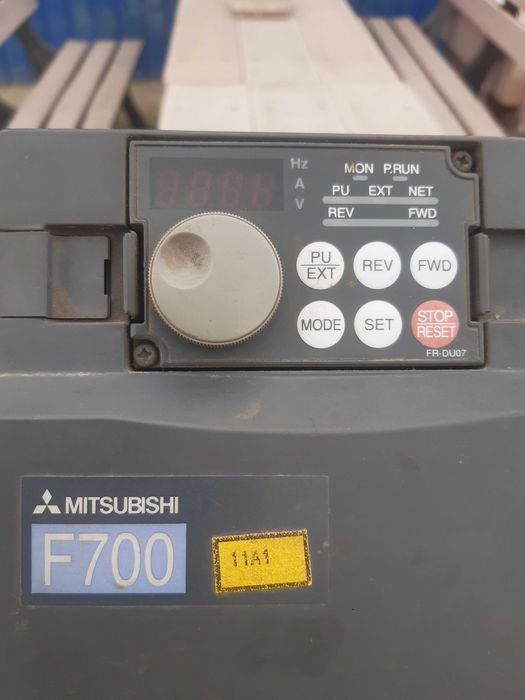 Hz
A
V
MON P.RUN
PU EXT NET
REV FWD
PU
EXT
REV
FWD
MODE
SET
STOP
RESET
FR-DU07
MITSUBISHI
F700
11A1